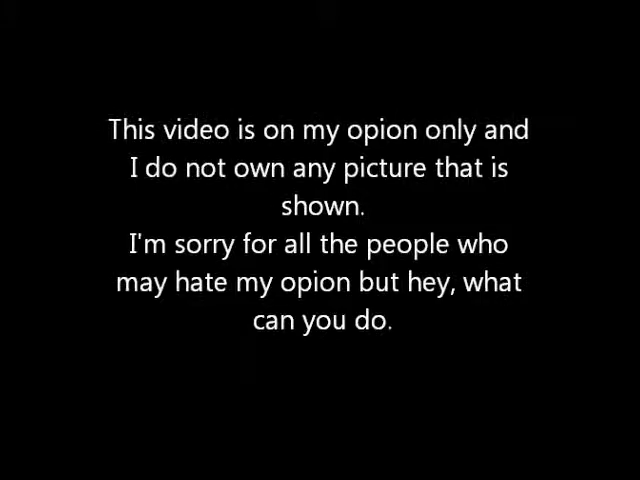 This video is on my opion only and
I do not own any picture that is
shown.
I'm sorry for all the people who
may hate my opion but hey, what
can you do.